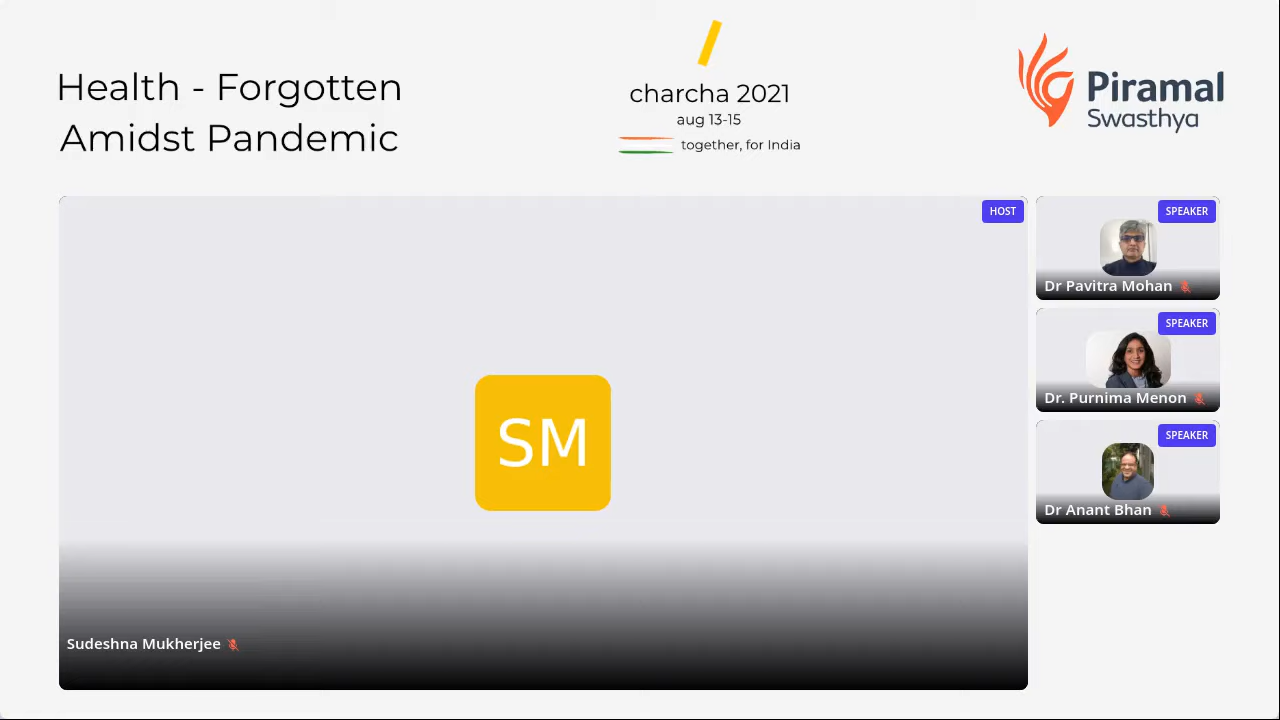 Health - Forgotten
Amidst Pandemic
charcha 2021
aug 13-15
together, for India
Piramal
Swasthya
HOST
SM
Sudeshna Mukherjee
SPEAKER
Dr Pavitra Mohan
SPEAKER
Dr. Purnima Menon
SPEAKER
Dr Anant Bhan